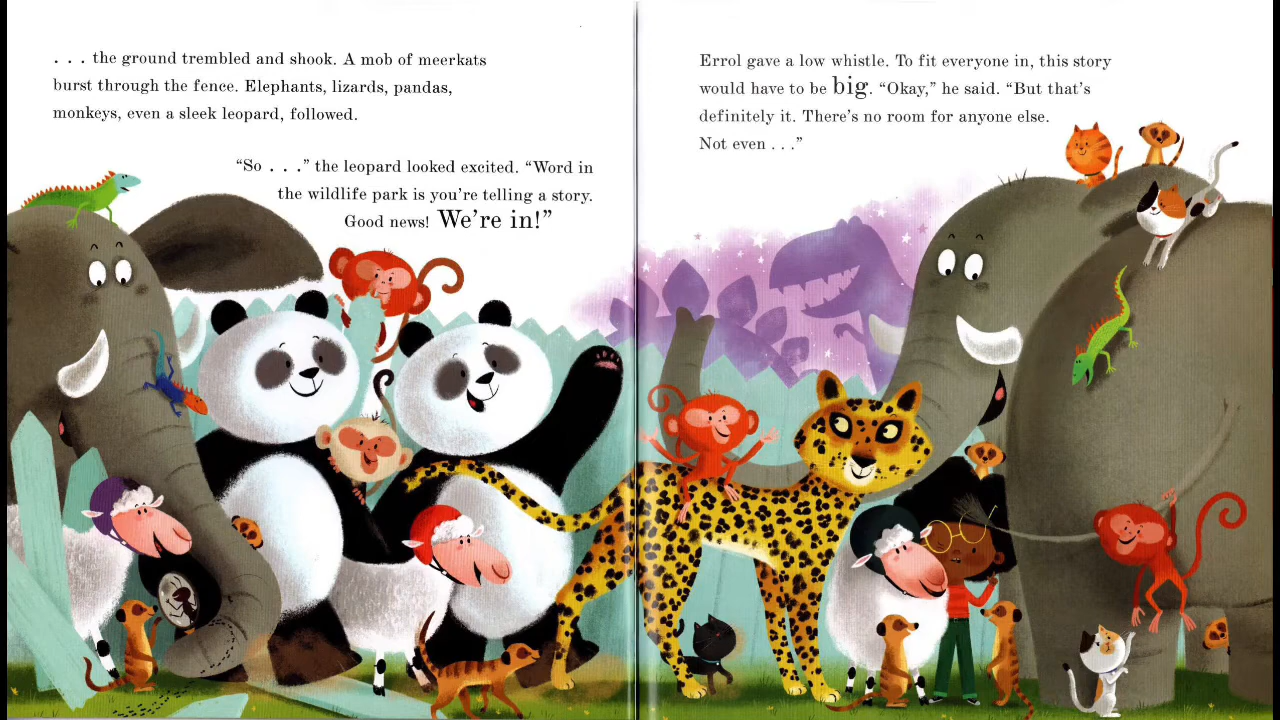 . . . the ground trembled and shook. A mob of meerkats
burst through the fence. Elephants, lizards, pandas,
monkeys, even a sleek leopard, followed.
“So . . .” the leopard looked excited. “Word in
the wildlife park is you’re telling a story.
Good news! We’re in!”
Errol gave a low whistle. To fit everyone in, this story
would have to be big. “Okay,” he said. “But that’s
definitely it. There’s no room for anyone else.
Not even . . .”